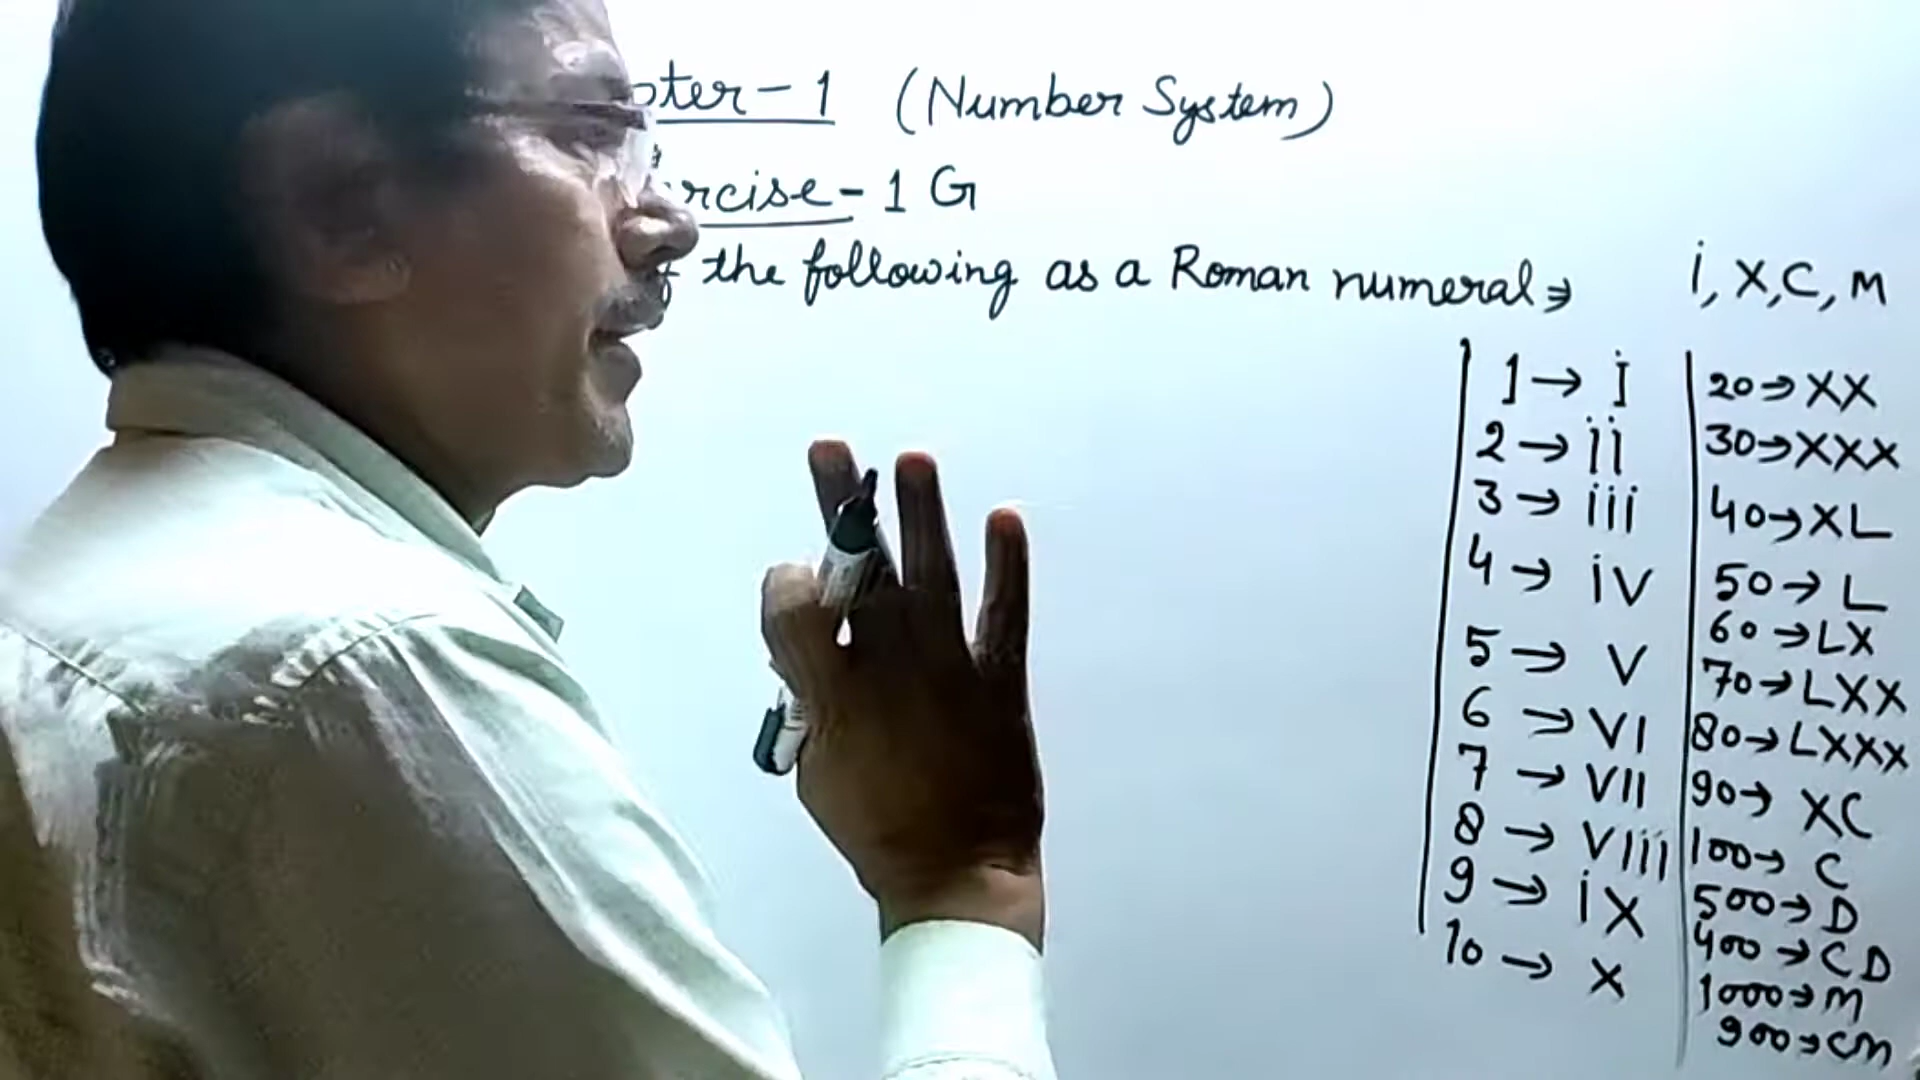 pter - 1 (Number System)
ercise - 1 G
f the following as a Roman numeral ⇒
i, X, C, M
1 → I
2 → ii
3 → iii
4 → iv
5 → V
6 → VI
7 → VII
8 → VIII
9 → iX
10 → X
20 → XX
30 → XXX
40 → XL
50 → L
60 → LX
70 → LXX
80 → LXXX
90 → XC
100 → C
500 → D
400 → CD
1000 → M
900 → CM